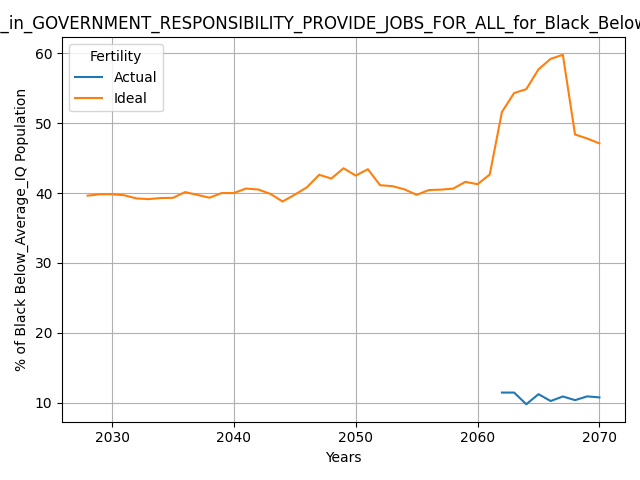 _in_GOVERNMENT_RESPONSIBILITY_PROVIDE_JOBS_FOR_ALL_for_Black_Below
Fertility
Actual
Ideal
% of Black Below_Average_IQ Population
60
50
40
30
20
10
2030 2040 2050 2060 2070
Years